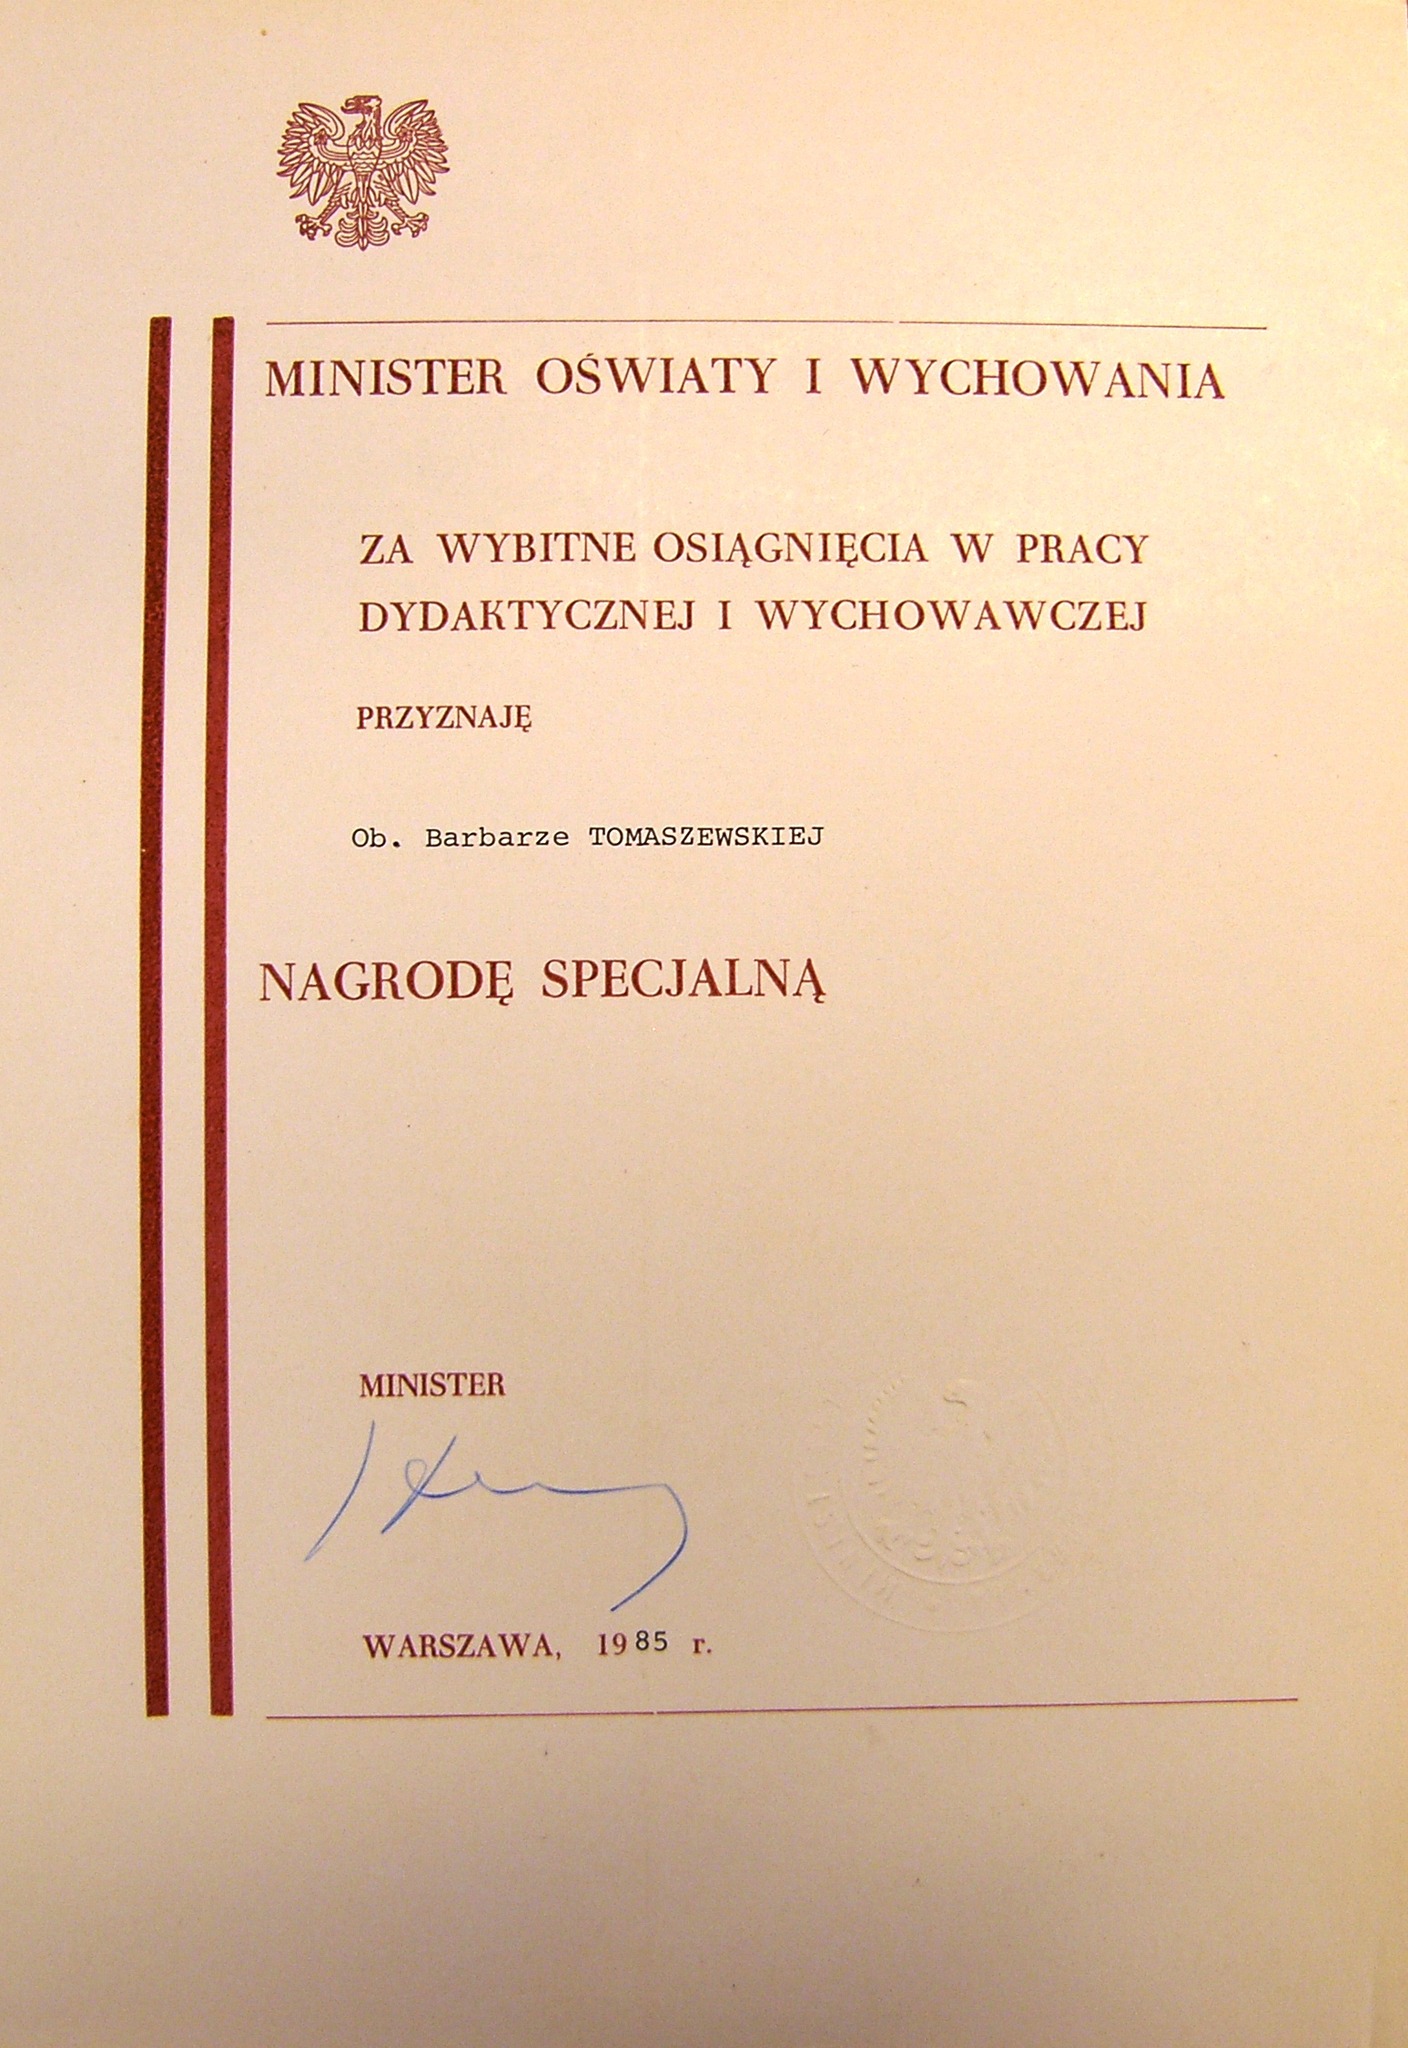 MINISTER OŚWIATY I WYCHOWANIA
ZA WYBITNE OSIĄGNIĘCIA W PRACY
DYDAKTYCZNEJ I WYCHOWAWCZEJ
PRZYZNAJĘ
Ob. Barbarze TOMASZEWSKIEJ
NAGRODĘ SPECJALNĄ
MINISTER
WARSZAWA, 1985 r.